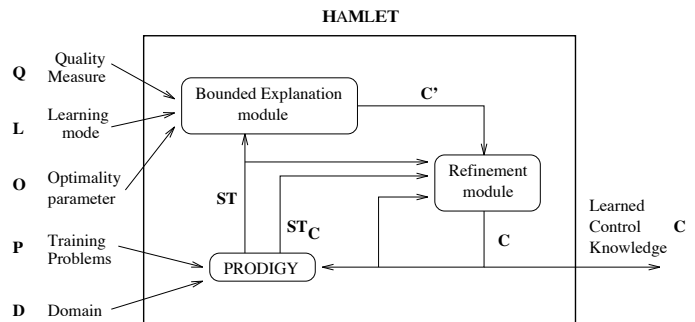 HAMLET
Q Quality
Measure
Bounded Explanation
module
C'
L Learning
mode
O Optimality
parameter
Refinement
module
ST
ST C
P Training
Problems
PRODIGY
C
Learned
Control C
Knowledge
D Domain